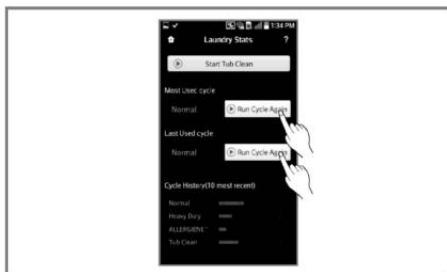 1:34 PM
Laundry Stats ?
Start Tub Clean
Most Used cycle
Normal Run Cycle Again
Last Used cycle
Normal Run Cycle Again
Cycle History(10 most recent)
Normal
Heavy Duty
ALLERGIENE™
Tub Clean